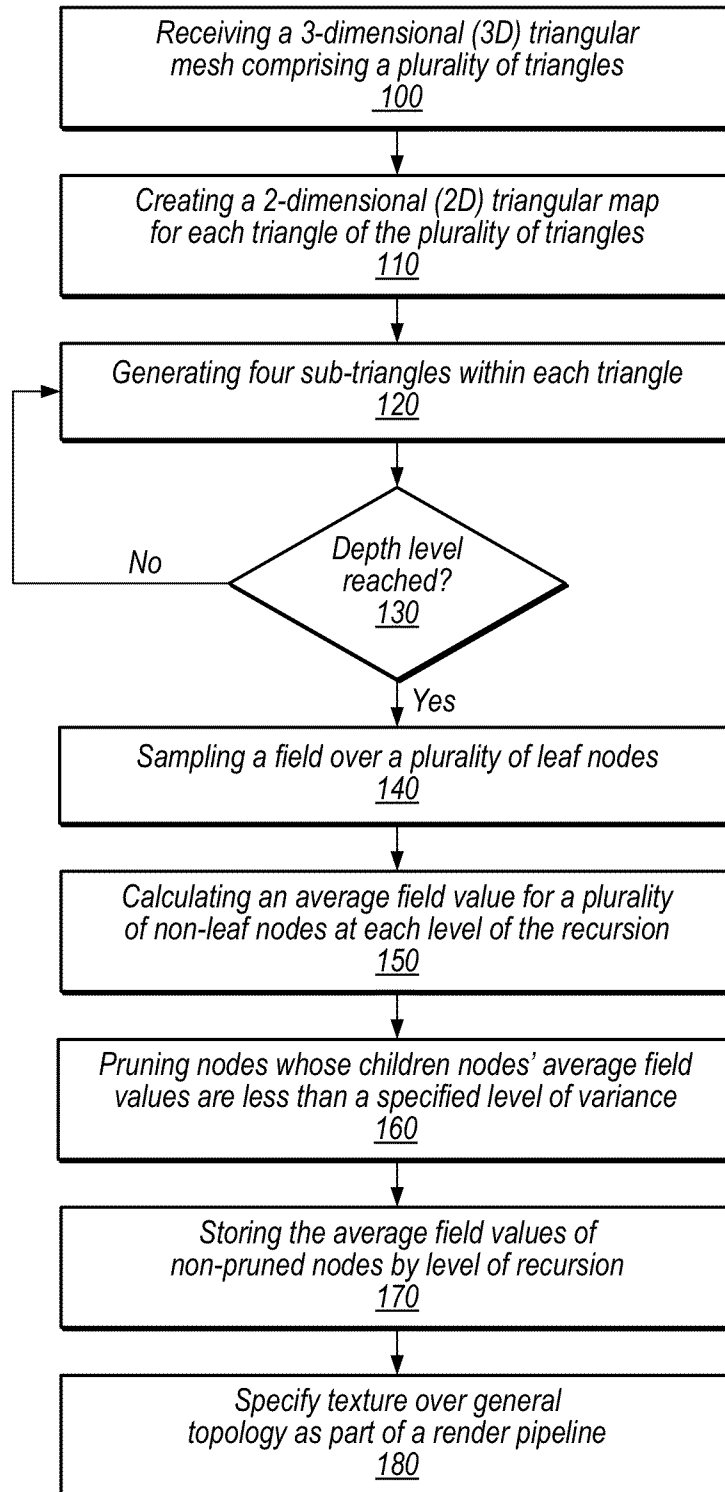 Receiving a 3-dimensional (3D) triangular
mesh comprising a plurality of triangles
100
Creating a 2-dimensional (2D) triangular map
for each triangle of the plurality of triangles
110
Generating four sub-triangles within each triangle
120
Depth level
reached?
130
No
Yes
Sampling a field over a plurality of leaf nodes
140
Calculating an average field value for a plurality
of non-leaf nodes at each level of the recursion
150
Pruning nodes whose children nodes’ average field
values are less than a specified level of variance
160
Storing the average field values of
non-pruned nodes by level of recursion
170
Specify texture over general
topology as part of a render pipeline
180